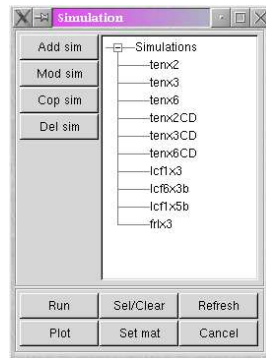 Simulation
Add sim
Mod sim
Cop sim
Del sim
Simulations
tenx2
tenx3
tenx6
tenx2CD
tenx3CD
tenx6CD
lcf1x3
lcf6x3b
lcf1x5b
frlx3
Run Sel/Clear Refresh
Plot Set mat Cancel